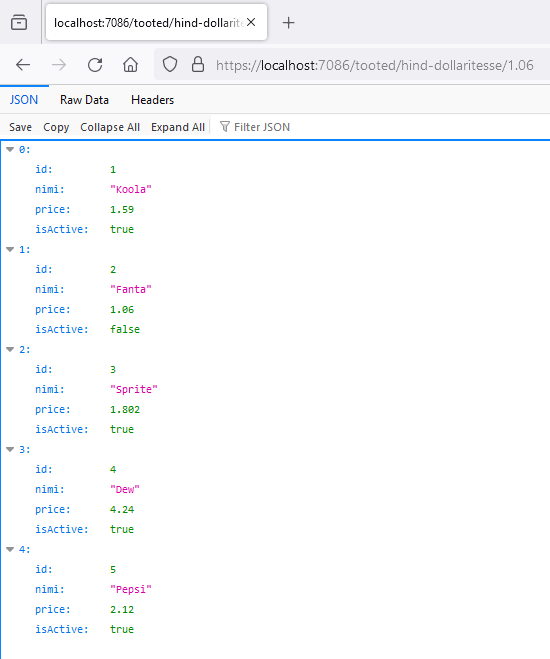 localhost:7086/tooted/hind-dollarites
https://localhost:7086/tooted/hind-dollaritesse/1.06
JSON Raw Data Headers
Save Copy Collapse All Expand All Filter JSON
0:
id: 1
nimi: "Koola"
price: 1.59
isActive: true
1:
id: 2
nimi: "Fanta"
price: 1.06
isActive: false
2:
id: 3
nimi: "Sprite"
price: 1.802
isActive: true
3:
id: 4
nimi: "Dew"
price: 4.24
isActive: true
4:
id: 5
nimi: "Pepsi"
price: 2.12
isActive: true